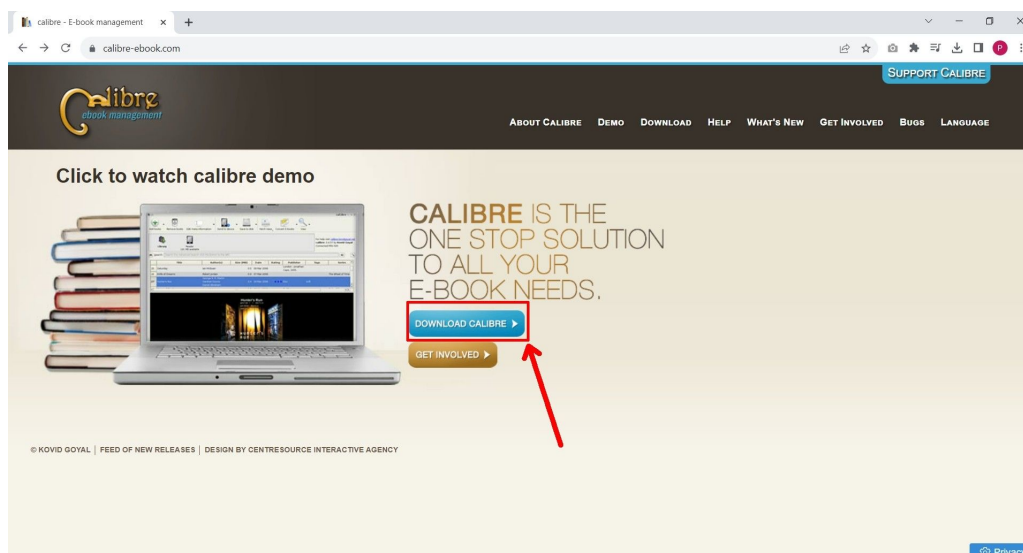 calibre - E-book management
calibre-ebook.com
P
SUPPORT CALIBRE
Calibre
ebook management
ABOUT CALIBRE DEMO DOWNLOAD HELP WHAT'S NEW GET INVOLVED BUGS LANGUAGE
Click to watch calibre demo
CALIBRE IS THE
ONE STOP SOLUTION
TO ALL YOUR
E-BOOK NEEDS.
DOWNLOAD CALIBRE
GET INVOLVED
© KOVID GOYAL | FEED OF NEW RELEASES | DESIGN BY CENTRESOURCE INTERACTIVE AGENCY